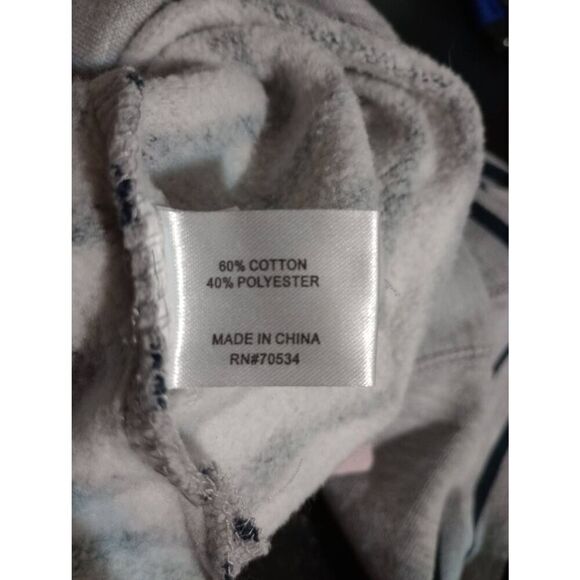 60% COTTON
40% POLYESTER
MADE IN CHINA
RN#70534